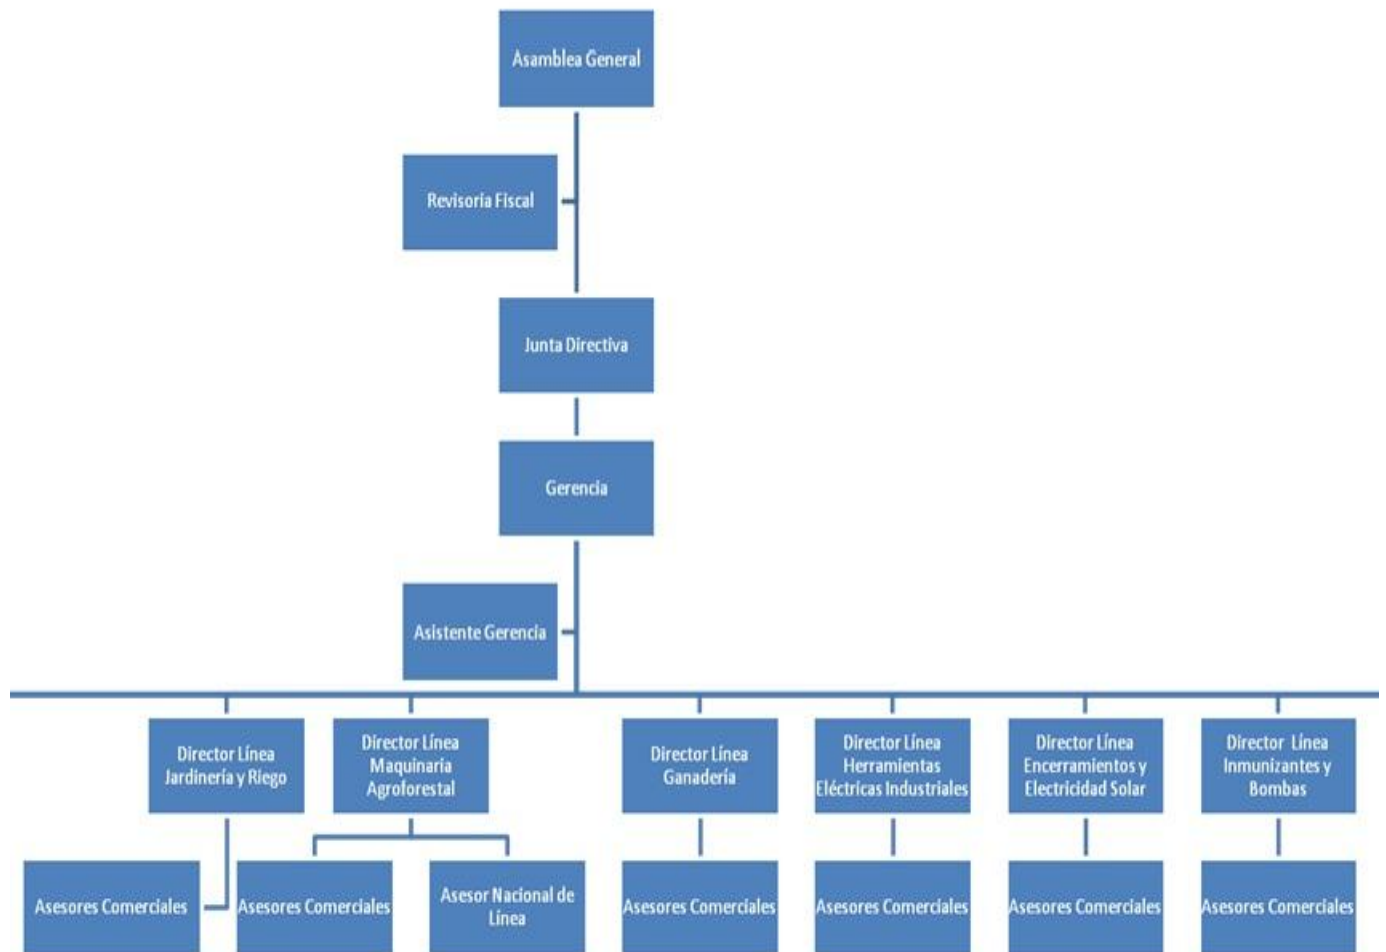 Asamblea General
Revisoría Fiscal
Junta Directiva
Gerencia
Asistente Gerencia
Director Línea
Jardinería y Riego
Director Línea
Maquinaria
Agroforestal
Director Línea
Ganadería
Director Línea
Herramientas
Eléctricas Industriales
Director Línea
Encerramientos y
Electricidad Solar
Director Línea
Inmunizantes y
Bombas
Asesores Comerciales
Asesores Comerciales
Asesor Nacional de
Línea
Asesores Comerciales
Asesores Comerciales
Asesores Comerciales
Asesores Comerciales